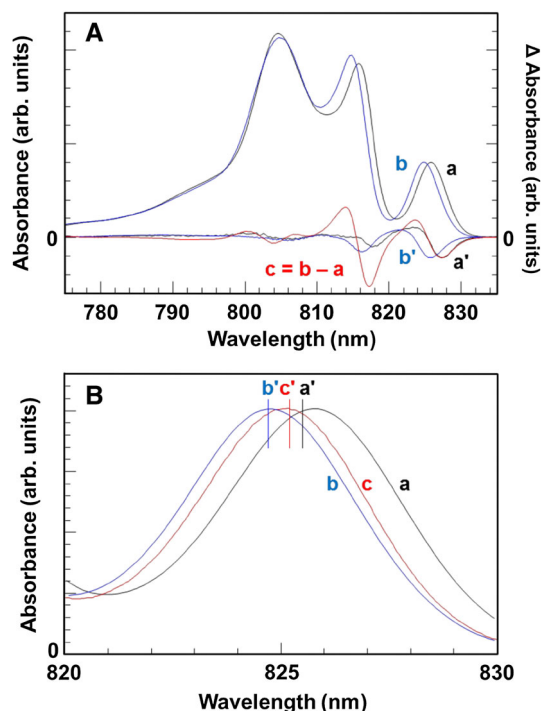 A
Absorbance (arb. units)
Δ Absorbance (arb. units)
b
a
0
0
c = b – a
b'
a'
780
790
800
810
820
830
Wavelength (nm)
B
b' c' a'
Absorbance (arb. units)
b
c
a
0
820
825
830
Wavelength (nm)